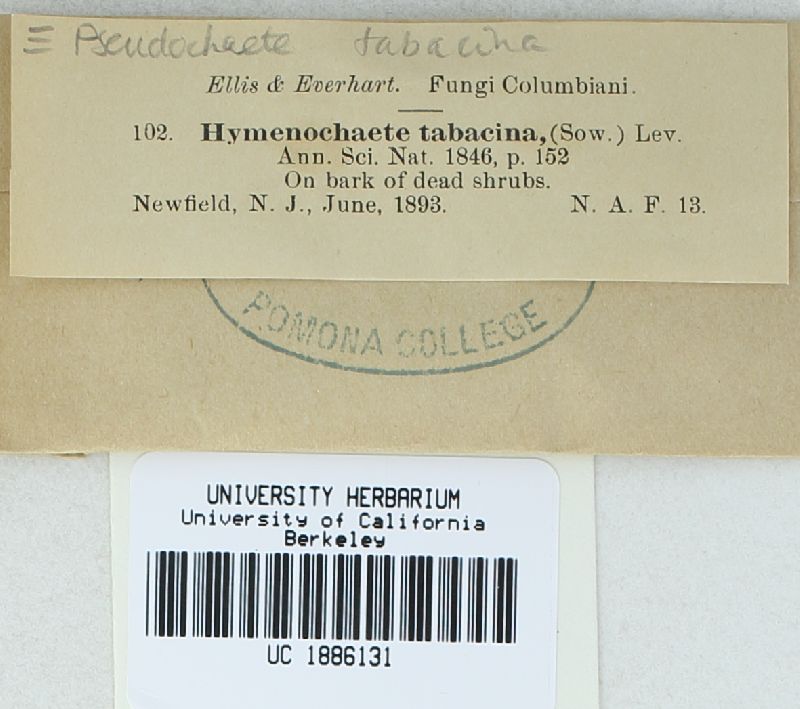 ≡ Pseudochaete tabacina
Ellis & Everhart. Fungi Columbiani.
102. Hymenochaete tabacina,(Sow.) Lev.
Ann. Sci. Nat. 1846, p. 152
On bark of dead shrubs.
Newfield, N. J., June, 1893. N. A. F. 13.
POMONA COLLEGE
UNIVERSITY HERBARIUM
University of California
Berkeley
UC 1886131